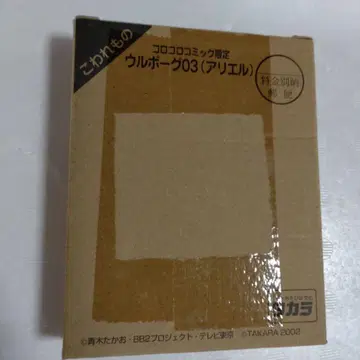 こわれもの
コロコロコミック限定
ウルボーグ03(アリエル)
料金別納
郵便
タカラ
©青木たかお・BB2プロジェクト・テレビ東京 ©TAKARA 2002